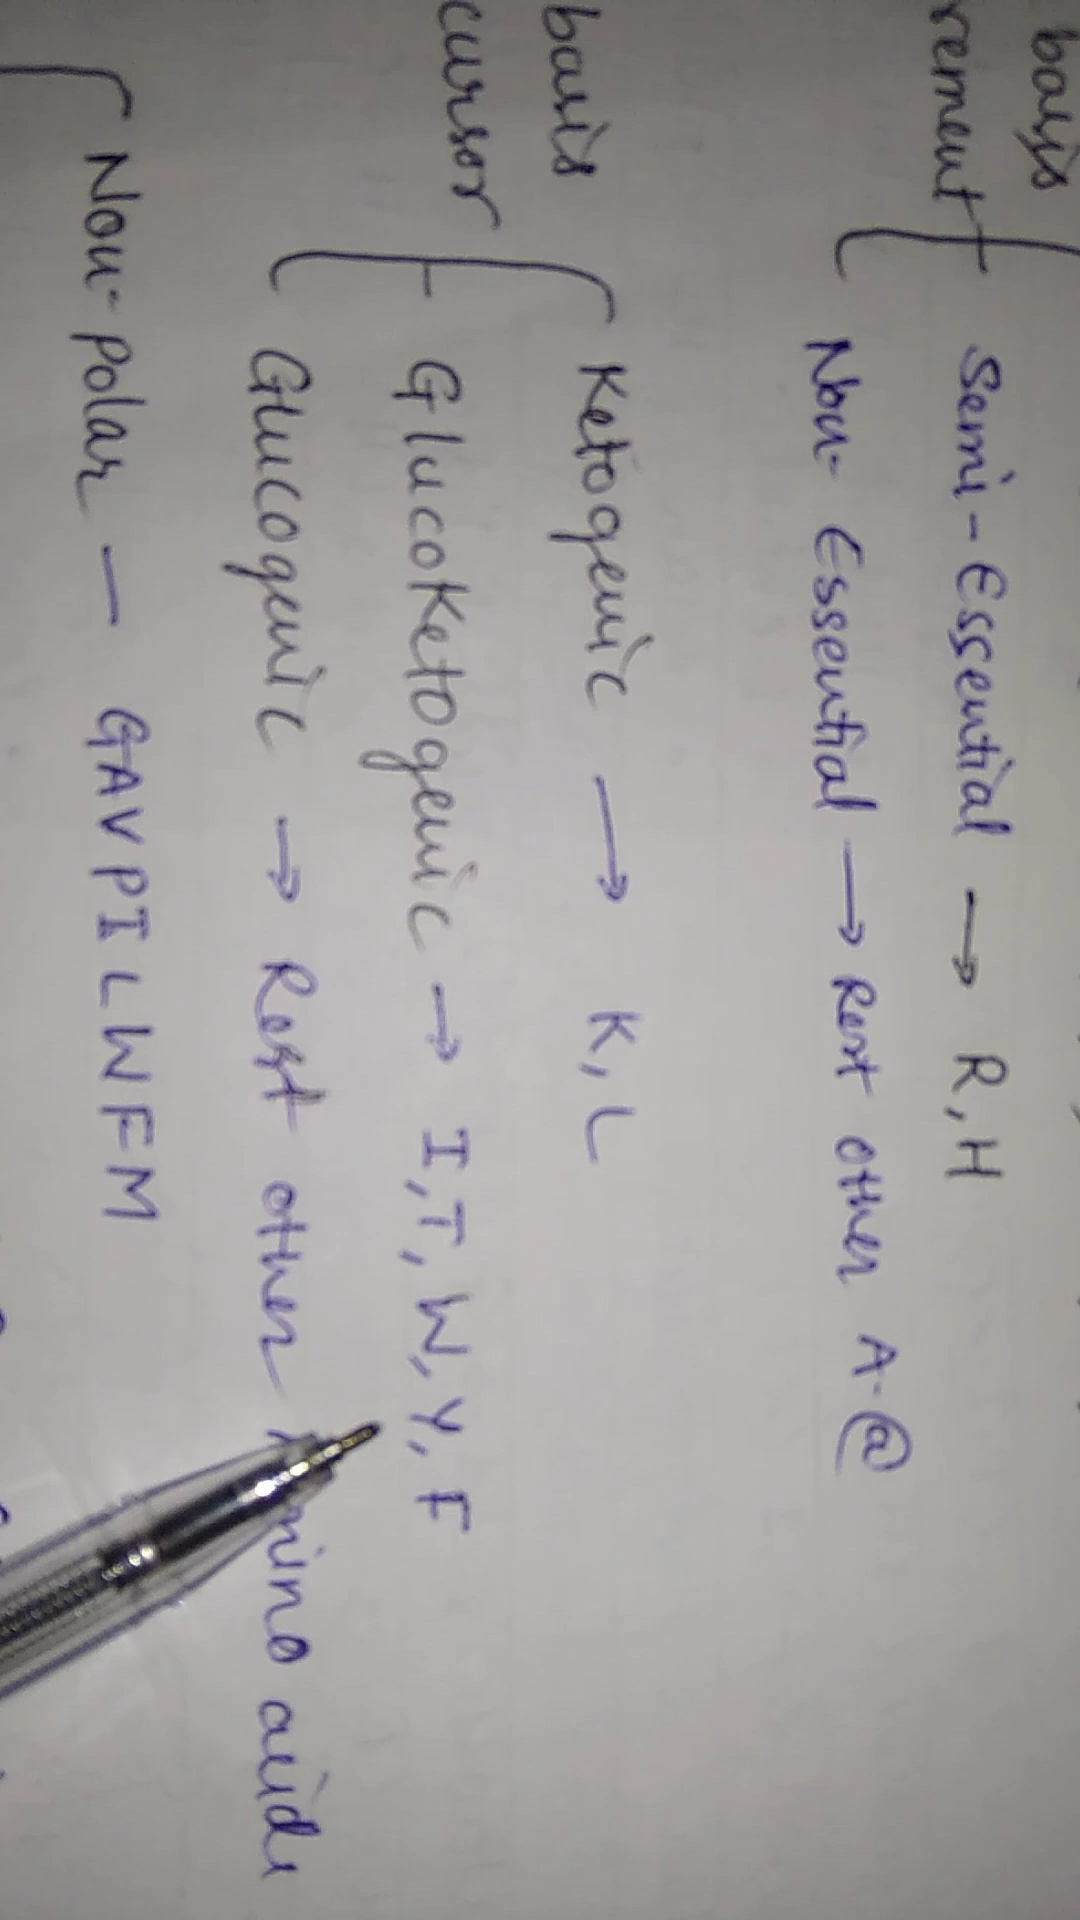 basis
rement
Semi-Essential → R, H
Non-Essential → Rest other A.@
basis
cursor
Ketogenic → K, L
GlucoKetogenic → I, T, W, Y, F
Glucogenic → Rest other mino acids
Non-Polar — GAVPILWFM